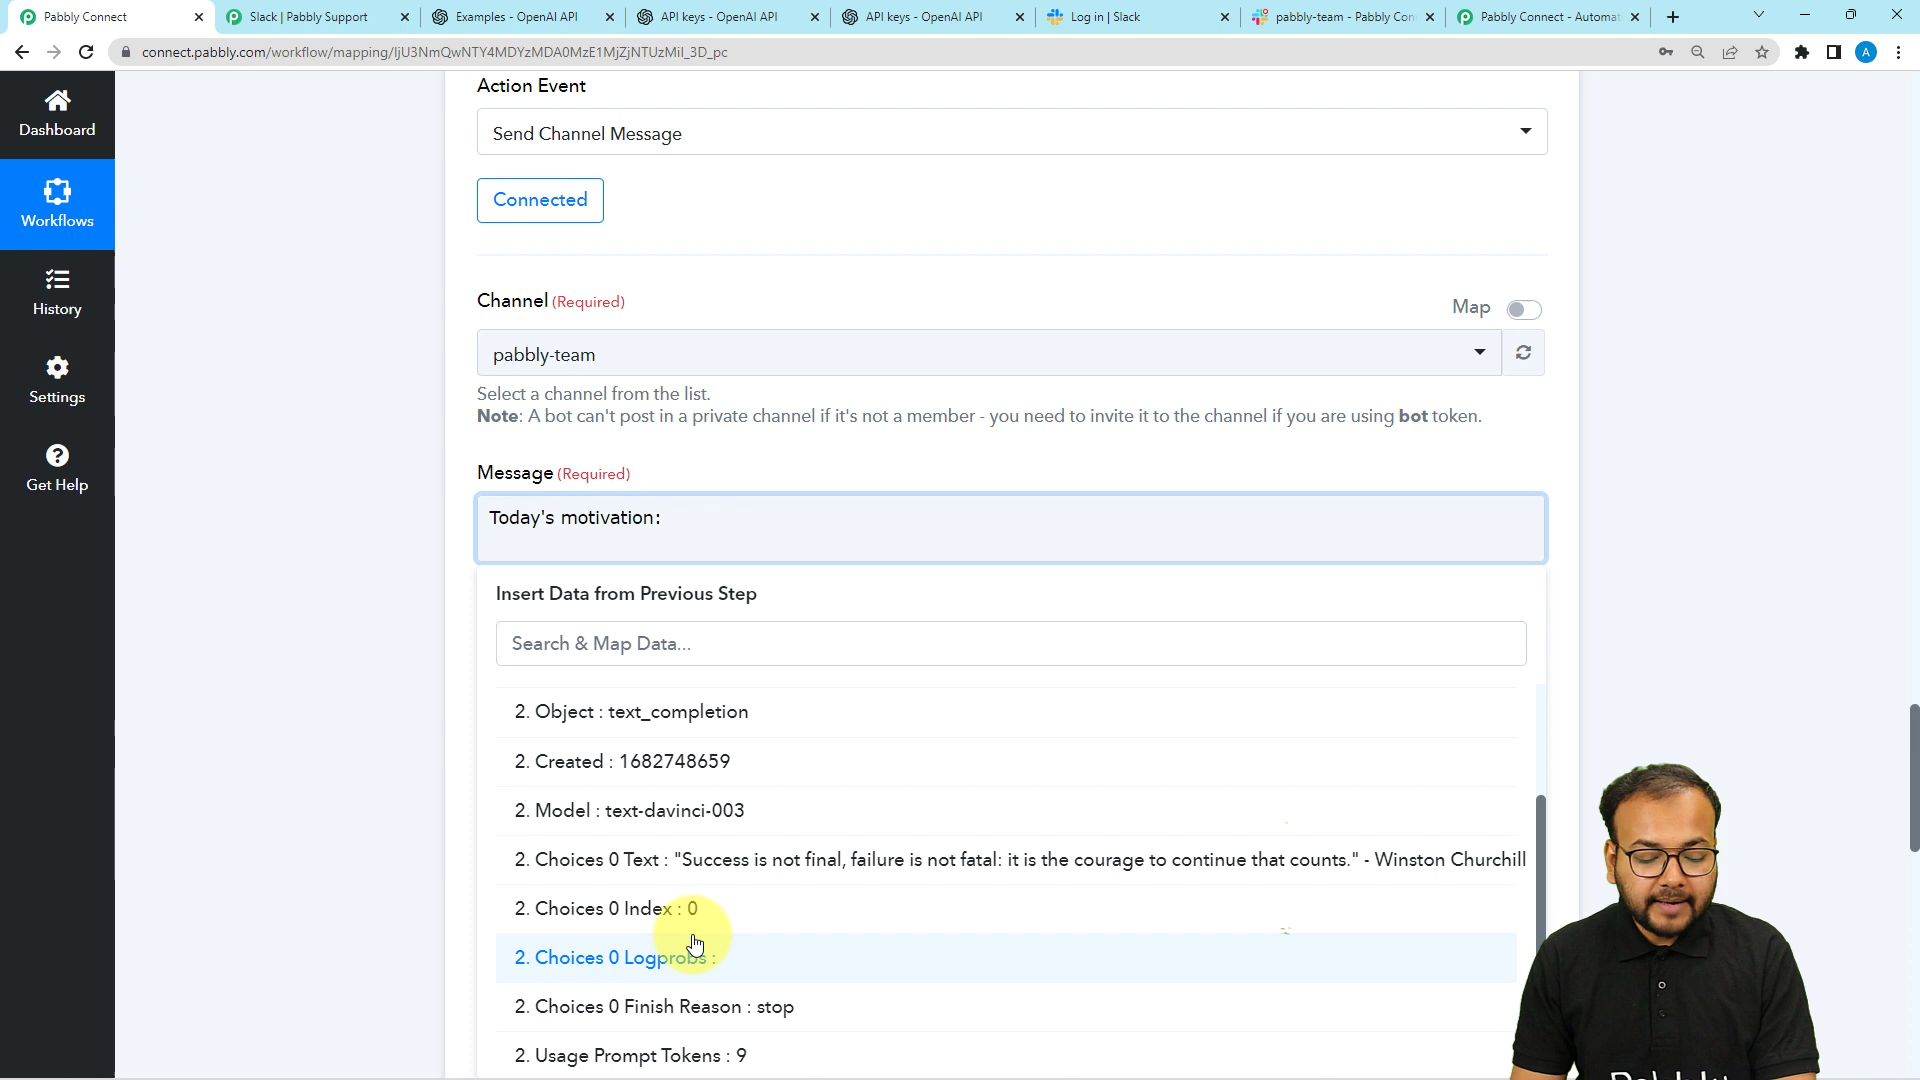 Pabbly Connect
Slack | Pabbly Support
Examples - OpenAI API
API keys - OpenAI API
API keys - OpenAI API
Log in | Slack
pabbly-team - Pabbly Con
Pabbly Connect - Automat
connect.pabbly.com/workflow/mapping/IjU3NmQwNTY4MDYzMDA0MzE1MjZjNTUzMiI_3D_pc
A
Dashboard
Workflows
History
Settings
Get Help
Action Event
Send Channel Message
Connected
Channel (Required)
Map
pabbly-team
Select a channel from the list.
Note: A bot can't post in a private channel if it's not a member - you need to invite it to the channel if you are using bot token.
Message (Required)
Today's motivation:
Insert Data from Previous Step
Search & Map Data...
2. Object : text_completion
2. Created : 1682748659
2. Model : text-davinci-003
2. Choices 0 Text : "Success is not final, failure is not fatal: it is the courage to continue that counts." - Winston Churchill
2. Choices 0 Index : 0
2. Choices 0 Logprobs :
2. Choices 0 Finish Reason : stop
2. Usage Prompt Tokens : 9
Pabbly